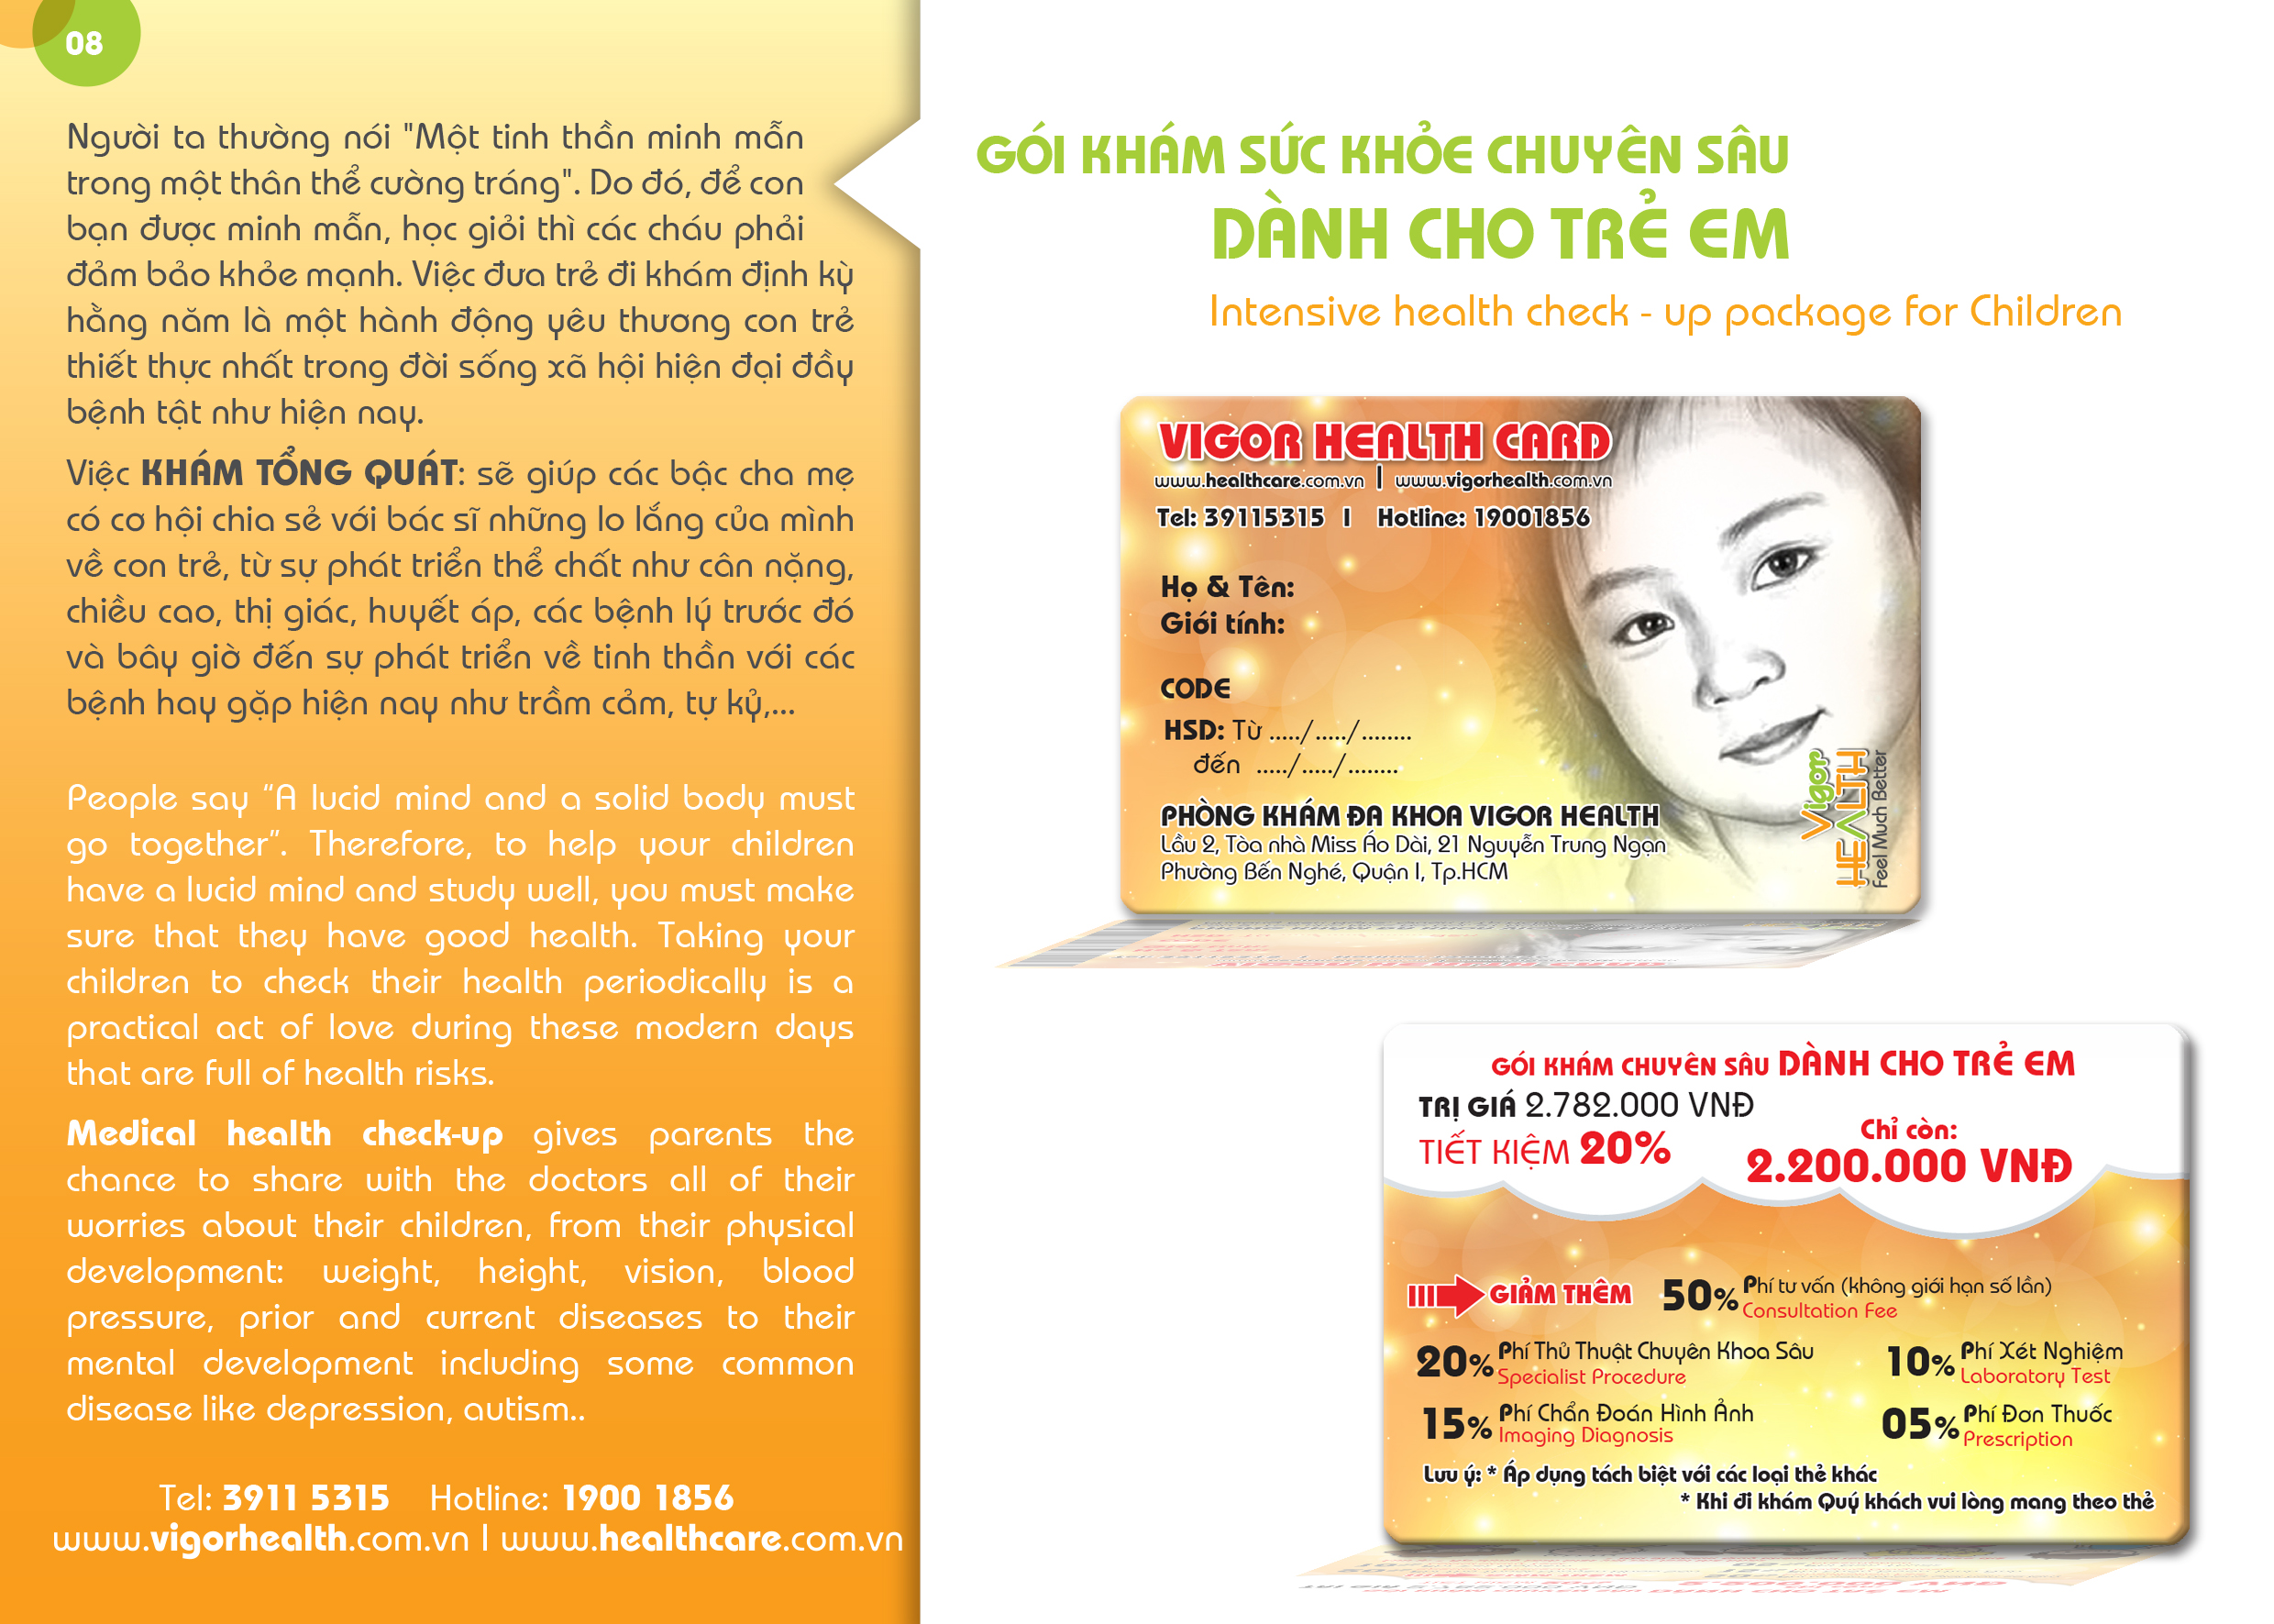 08
Người ta thường nói "Một tinh thần minh mẫn
trong một thân thể cường tráng". Do đó, để con
bạn được minh mẫn, học giỏi thì các cháu phải
đảm bảo khỏe mạnh. Việc đưa trẻ đi khám định kỳ
hằng năm là một hành động yêu thương con trẻ
thiết thực nhất trong đời sống xã hội hiện đại đầy
bệnh tật như hiện nay.
Việc KHÁM TỔNG QUÁT: sẽ giúp các bậc cha mẹ
có cơ hội chia sẻ với bác sĩ những lo lắng của mình
về con trẻ, từ sự phát triển thể chất như cân nặng,
chiều cao, thị giác, huyết áp, các bệnh lý trước đó
và bây giờ đến sự phát triển về tinh thần với các
bệnh hay gặp hiện nay như trầm cảm, tự kỷ,...
People say “A lucid mind and a solid body must
go together”. Therefore, to help your children
have a lucid mind and study well, you must make
sure that they have good health. Taking your
children to check their health periodically is a
practical act of love during these modern days
that are full of health risks.
Medical health check-up gives parents the
chance to share with the doctors all of their
worries about their children, from their physical
development: weight, height, vision, blood
pressure, prior and current diseases to their
mental development including some common
disease like depression, autism..
Tel: 3911 5315 Hotline: 1900 1856
www.vigorhealth.com.vn | www.healthcare.com.vn
GÓI KHÁM SỨC KHỎE CHUYÊN SÂU
DÀNH CHO TRẺ EM
Intensive health check - up package for Children
VIGOR HEALTH CARD
www.healthcare.com.vn | www.vigorhealth.com.vn
Tel: 39115315 | Hotline: 19001856
Họ & Tên:
Giới tính:
CODE
HSD: Từ ...../...../........
đến ...../...../........
PHÒNG KHÁM ĐA KHOA VIGOR HEALTH
Lầu 2, Tòa nhà Miss Áo Dài, 21 Nguyễn Trung Ngạn
Phường Bến Nghé, Quận 1, Tp.HCM
Vigor
HEALTH
Feel Much Better
GÓI KHÁM CHUYÊN SÂU DÀNH CHO TRẺ EM
TRỊ GIÁ 2.782.000 VNĐ
TIẾT KIỆM 20%
Chỉ còn:
2.200.000 VNĐ
GIẢM THÊM
50% Phí tư vấn (không giới hạn số lần)
Consultation Fee
20% Phí Thủ Thuật Chuyên Khoa Sâu
Specialist Procedure
10% Phí Xét Nghiệm
Laboratory Test
15% Phí Chẩn Đoán Hình Ảnh
Imaging Diagnosis
05% Phí Đơn Thuốc
Prescription
Lưu ý: * Áp dụng tách biệt với các loại thẻ khác
* Khi đi khám Quý khách vui lòng mang theo thẻ